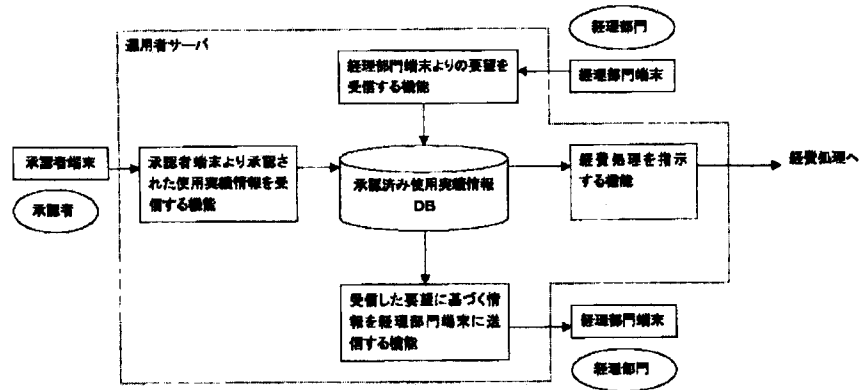 経理部門
運用者サーバ
経理部門端末よりの要望を
受信する機能
経理部門端末
承認者端末
承認者端末より承認され
た使用実績情報を受
信する機能
承認済み使用実績情報
DB
経費処理を指示
する機能
経費処理へ
承認者
受信した要望に基づく情
報を経理部門端末に送
信する機能
経理部門端末
経理部門